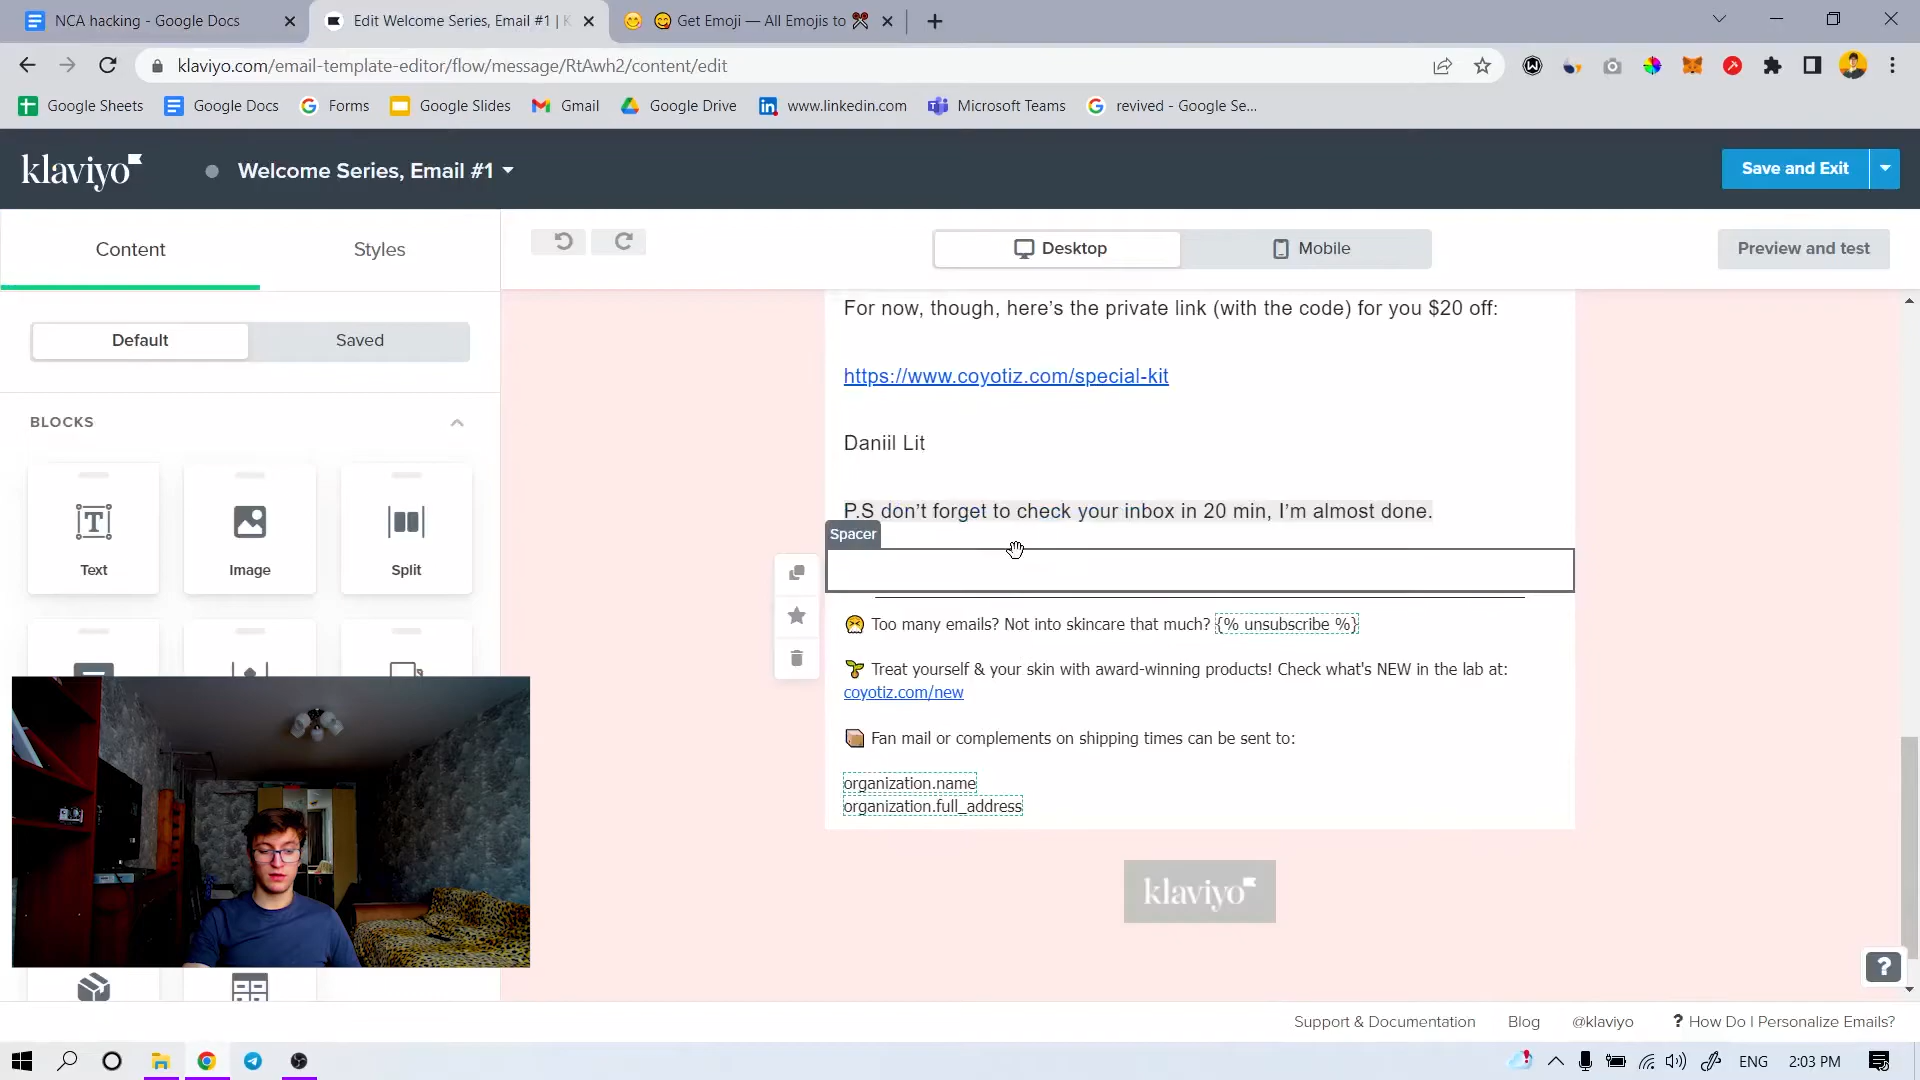 NCA hacking - Google Docs
Edit Welcome Series, Email #1 | K
Get Emoji — All Emojis to
klaviyo.com/email-template-editor/flow/message/RtAwh2/content/edit
Google Sheets
Google Docs
Forms
Google Slides
Gmail
Google Drive
www.linkedin.com
Microsoft Teams
revived - Google Se...
klaviyo
Welcome Series, Email #1
Save and Exit
Content
Styles
Desktop
Mobile
Preview and test
Default
Saved
BLOCKS
Text
Image
Split
For now, though, here's the private link (with the code) for you $20 off:
https://www.coyotiz.com/special-kit
Daniil Lit
P.S don't forget to check your inbox in 20 min, I'm almost done.
Spacer
Too many emails? Not into skincare that much? {% unsubscribe %}
Treat yourself & your skin with award-winning products! Check what's NEW in the lab at:
coyotiz.com/new
Fan mail or complements on shipping times can be sent to:
organization.name
organization.full_address
klaviyo
?
Support & Documentation
Blog
@klaviyo
? How Do I Personalize Emails?
ENG
2:03 PM